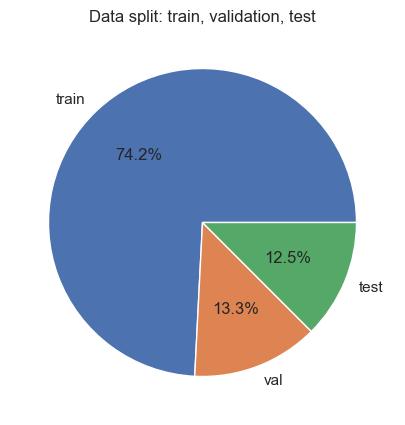 Data split: train, validation, test
train
74.2%
12.5%
13.3%
test
val